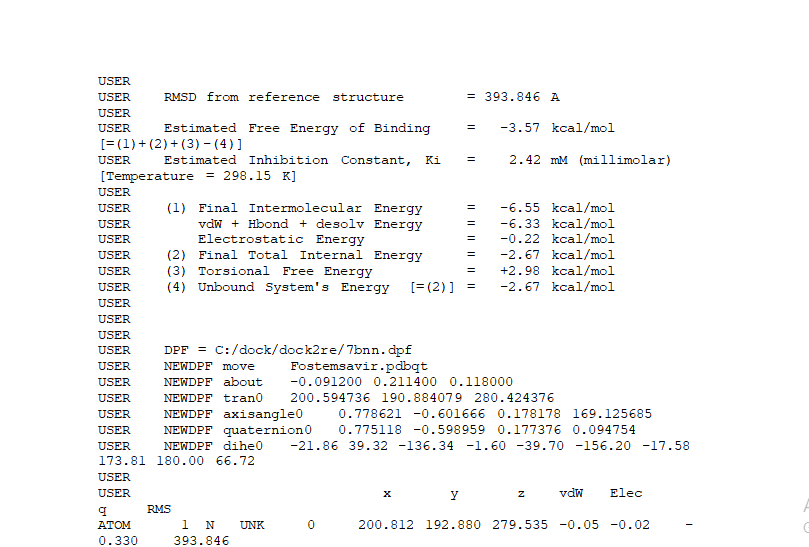 USER
USER RMSD from reference structure = 393.846 A
USER
USER Estimated Free Energy of Binding = -3.57 kcal/mol
[=(1)+(2)+(3)-(4)]
USER Estimated Inhibition Constant, Ki = 2.42 mM (millimolar)
[Temperature = 298.15 K]
USER
USER (1) Final Intermolecular Energy = -6.55 kcal/mol
USER vdW + Hbond + desolv Energy = -6.33 kcal/mol
USER Electrostatic Energy = -0.22 kcal/mol
USER (2) Final Total Internal Energy = -2.67 kcal/mol
USER (3) Torsional Free Energy = +2.98 kcal/mol
USER (4) Unbound System's Energy [=(2)] = -2.67 kcal/mol
USER
USER
USER
USER DPF = C:/dock/dock2re/7bnn.dpf
USER NEWDPF move Fostemsavir.pdbqt
USER NEWDPF about -0.091200 0.211400 0.118000
USER NEWDPF tran0 200.594736 190.884079 280.424376
USER NEWDPF axisangle0 0.778621 -0.601666 0.178178 169.125685
USER NEWDPF quaternion0 0.775118 -0.598959 0.177376 0.094754
USER NEWDPF dihe0 -21.86 39.32 -136.34 -1.60 -39.70 -156.20 -17.58
173.81 180.00 66.72
USER
USER x y z vdW Elec
q RMS
ATOM 1 N UNK 0 200.812 192.880 279.535 -0.05 -0.02 -
0.330 393.846